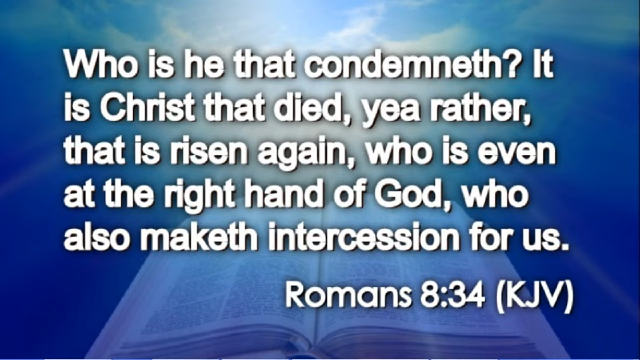 Who is he that condemneth? It
is Christ that died, yea rather,
that is risen again, who is even
at the right hand of God, who
also maketh intercession for us.
Romans 8:34 (KJV)